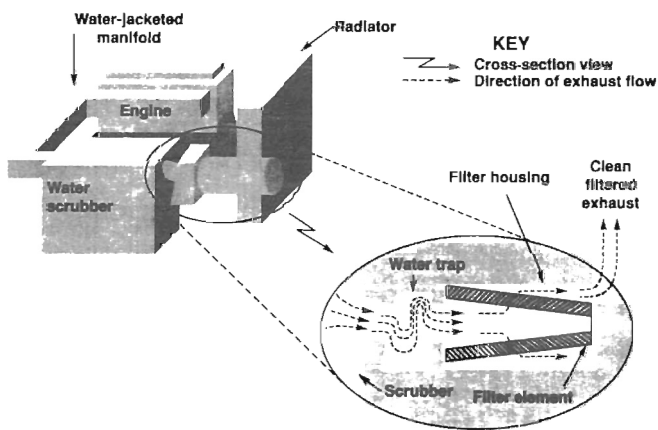 Water-jacketed
manifold
Radiator
KEY
Cross-section view
Direction of exhaust flow
Engine
Water
scrubber
Filter housing
Clean
filtered
exhaust
Water trap
Scrubber
Filter element